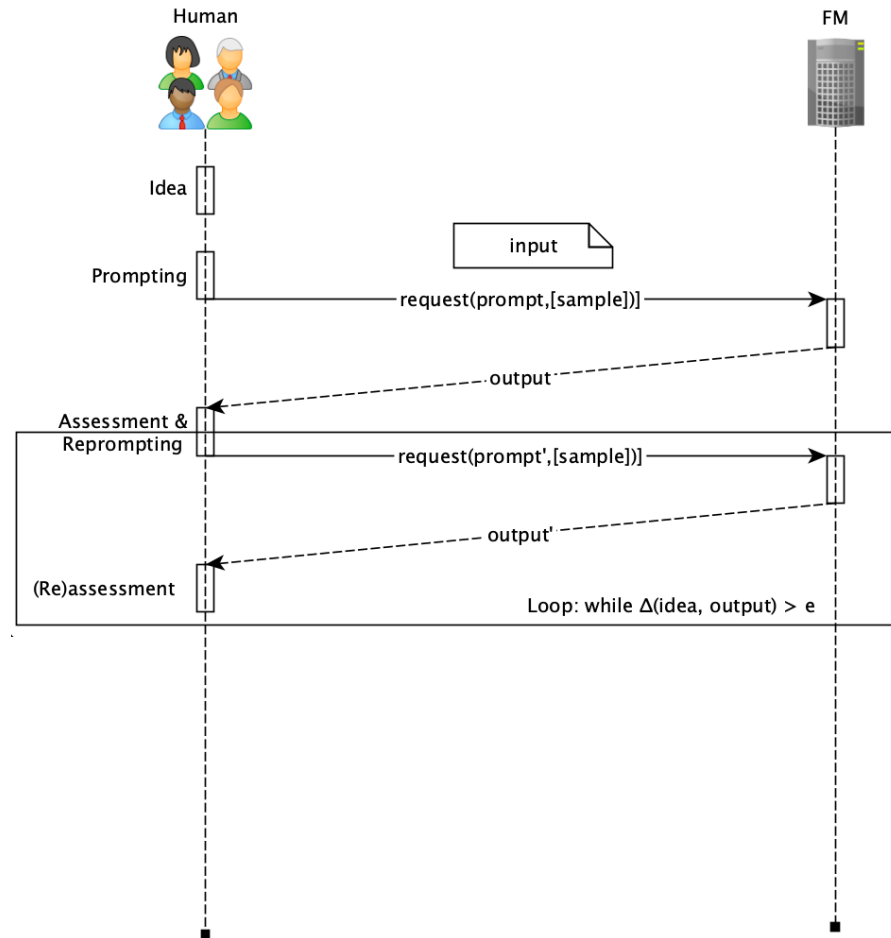 Human
FM
Idea
input
Prompting
request(prompt,[sample])]
output
Assessment &
Reprompting
request(prompt',[sample])]
output'
(Re)assessment
Loop: while Δ(idea, output) > e